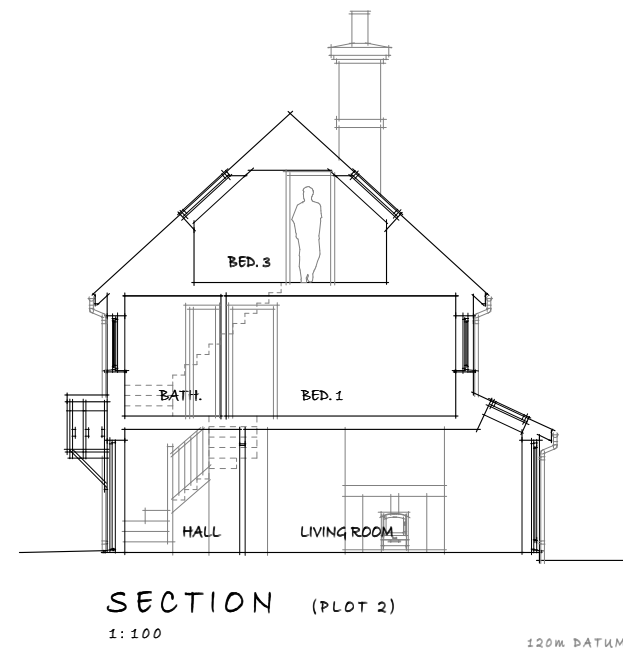 BED. 3
BATH. BED. 1
HALL LIVING ROOM
SECTION (PLOT 2)
1:100
120m DATUM